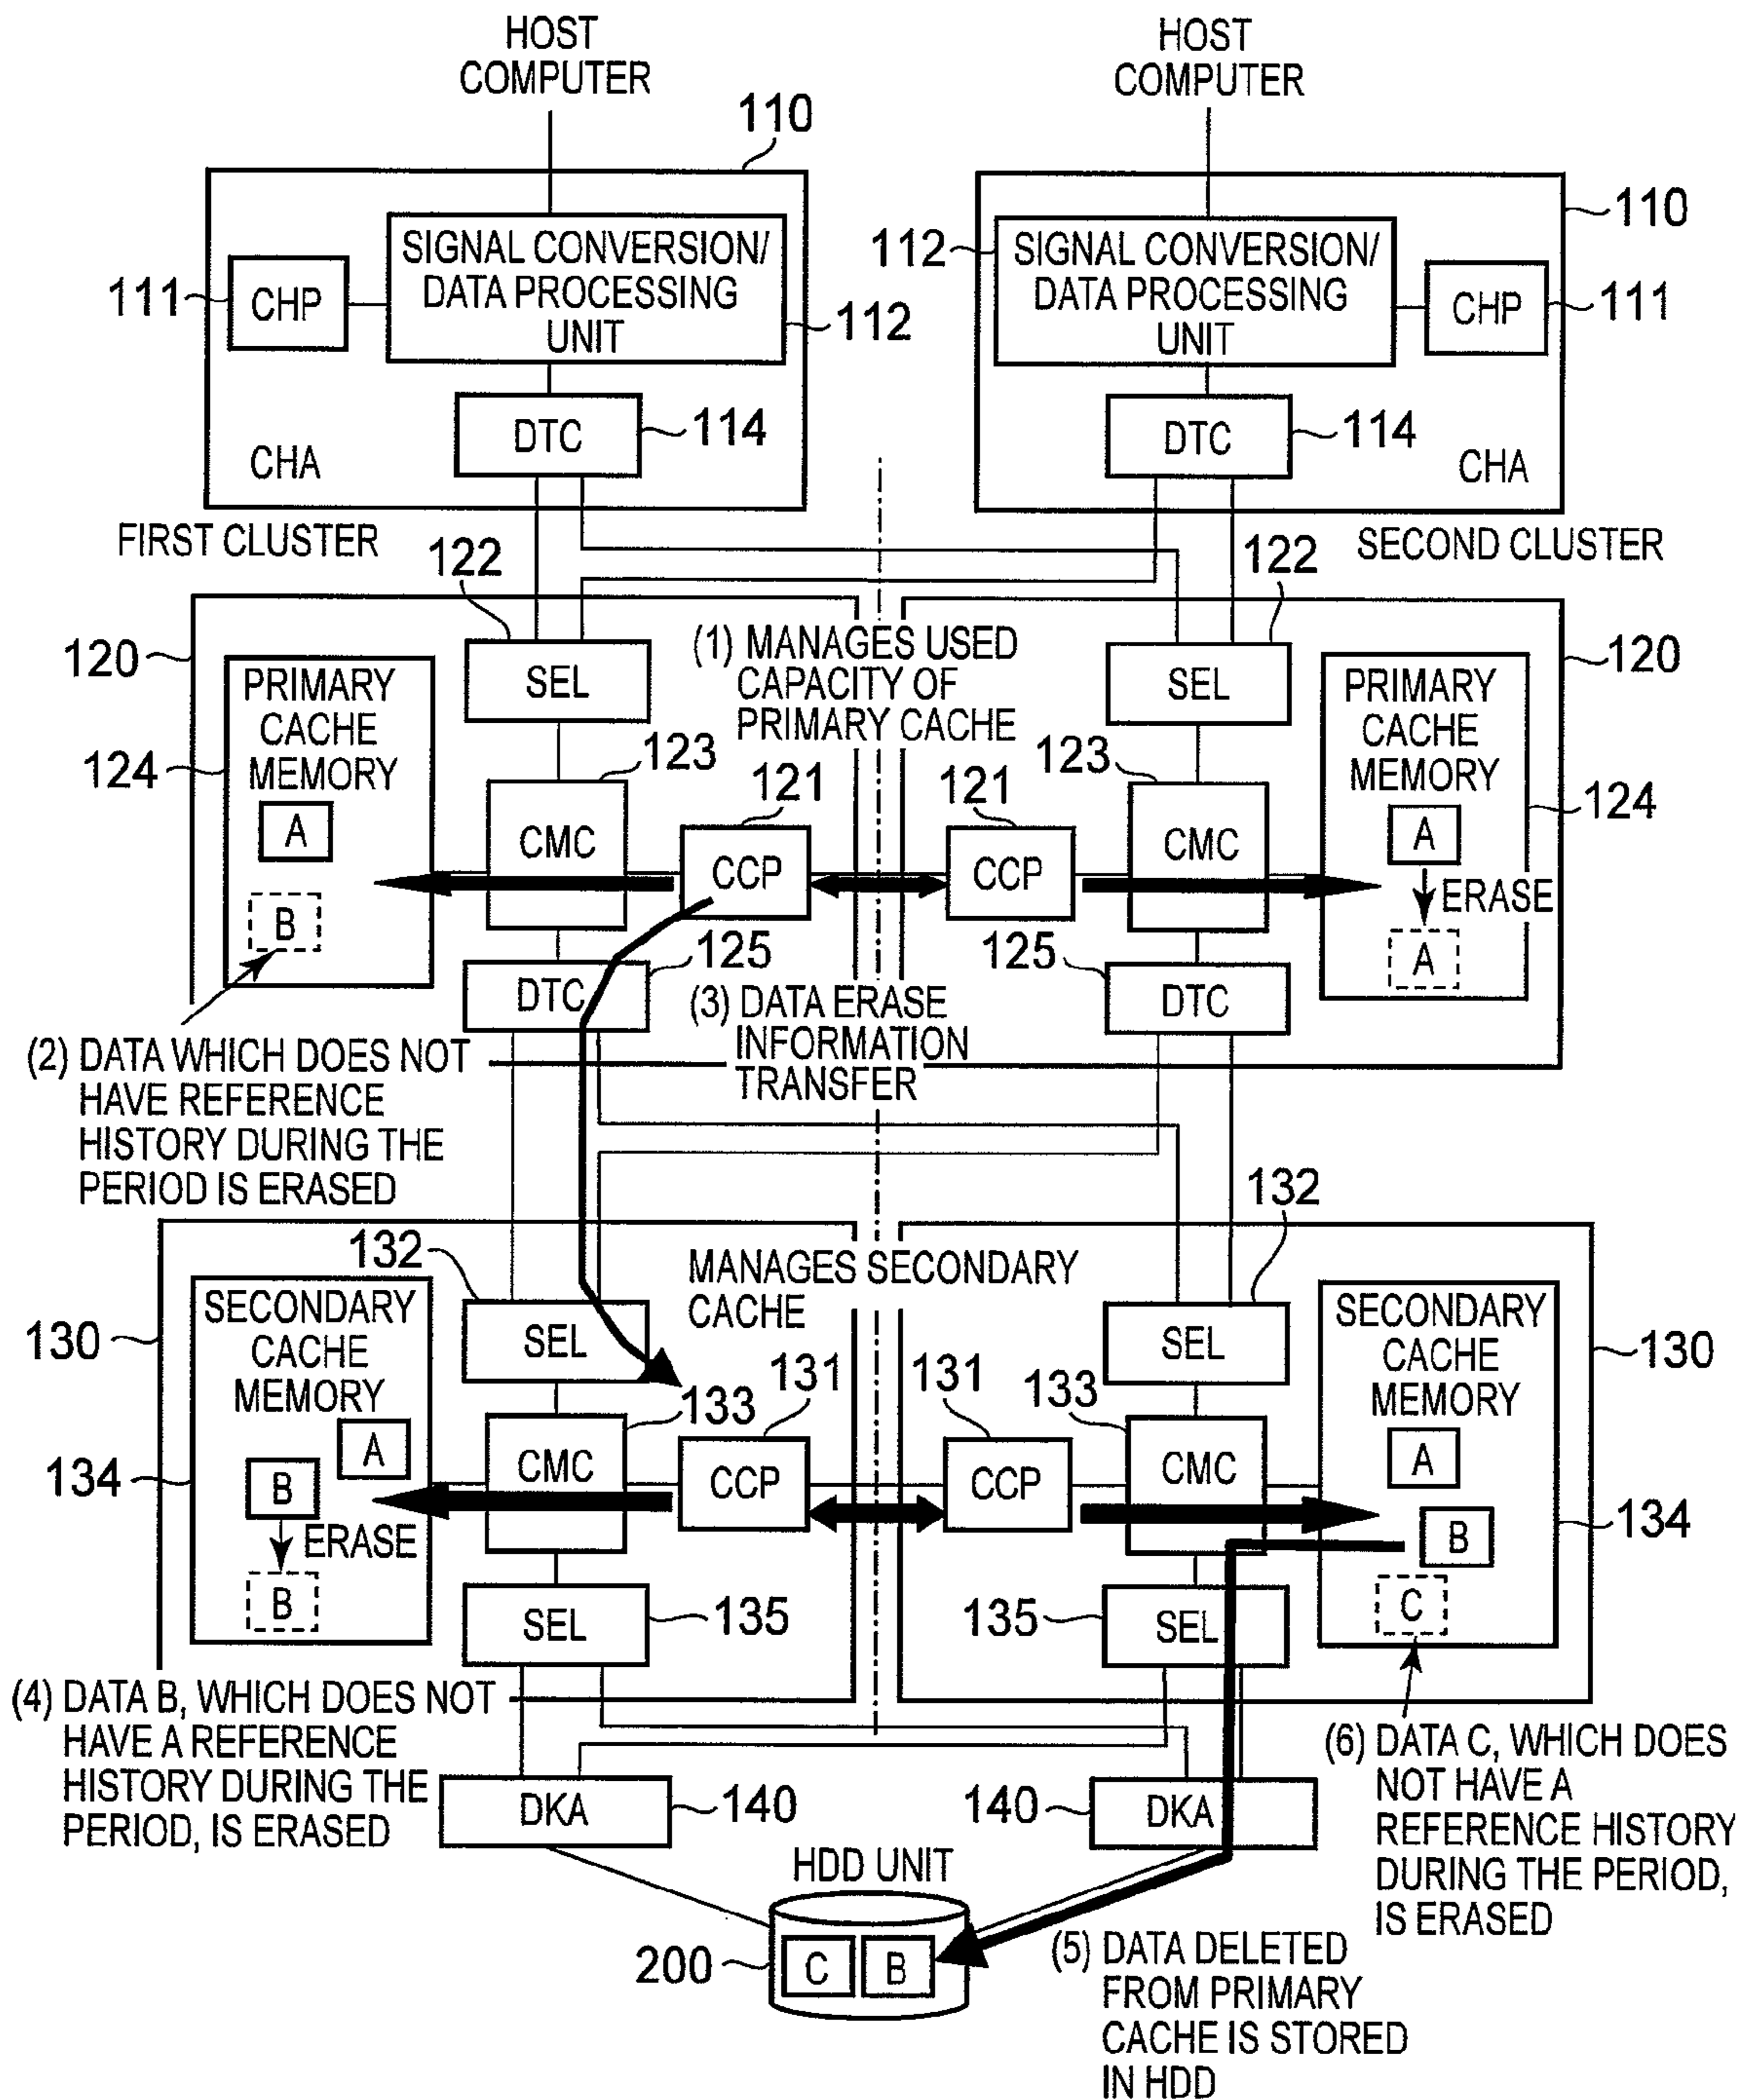 HOST
COMPUTER
HOST
COMPUTER
110
110
SIGNAL CONVERSION/
DATA PROCESSING
UNIT
112
SIGNAL CONVERSION/
DATA PROCESSING
UNIT
111
CHP
112
CHP
111
DTC
114
DTC
114
CHA
CHA
FIRST CLUSTER
SECOND CLUSTER
122
122
120
120
PRIMARY
CACHE
MEMORY
SEL
(1) MANAGES USED
CAPACITY OF
PRIMARY CACHE
SEL
PRIMARY
CACHE
MEMORY
124
123
121
121
123
124
A
CMC
CCP
CCP
CMC
A
ERASE
B
A
125
125
DTC
(3) DATA ERASE
INFORMATION
TRANSFER
DTC
(2) DATA WHICH DOES NOT
HAVE REFERENCE
HISTORY DURING THE
PERIOD IS ERASED
132
132
MANAGES SECONDARY
CACHE
130
130
SECONDARY
CACHE
MEMORY
SEL
SEL
SECONDARY
CACHE
MEMORY
133
131
131
133
A
134
B
CMC
CCP
CCP
CMC
A
134
ERASE
B
B
C
SEL
135
135
SEL
(4) DATA B, WHICH DOES NOT
HAVE A REFERENCE
HISTORY DURING THE
PERIOD, IS ERASED
(6) DATA C, WHICH DOES
NOT HAVE A
REFERENCE HISTORY
DURING THE PERIOD,
IS ERASED
DKA
140
140
DKA
HDD UNIT
200
C
B
(5) DATA DELETED
FROM PRIMARY
CACHE IS STORED
IN HDD